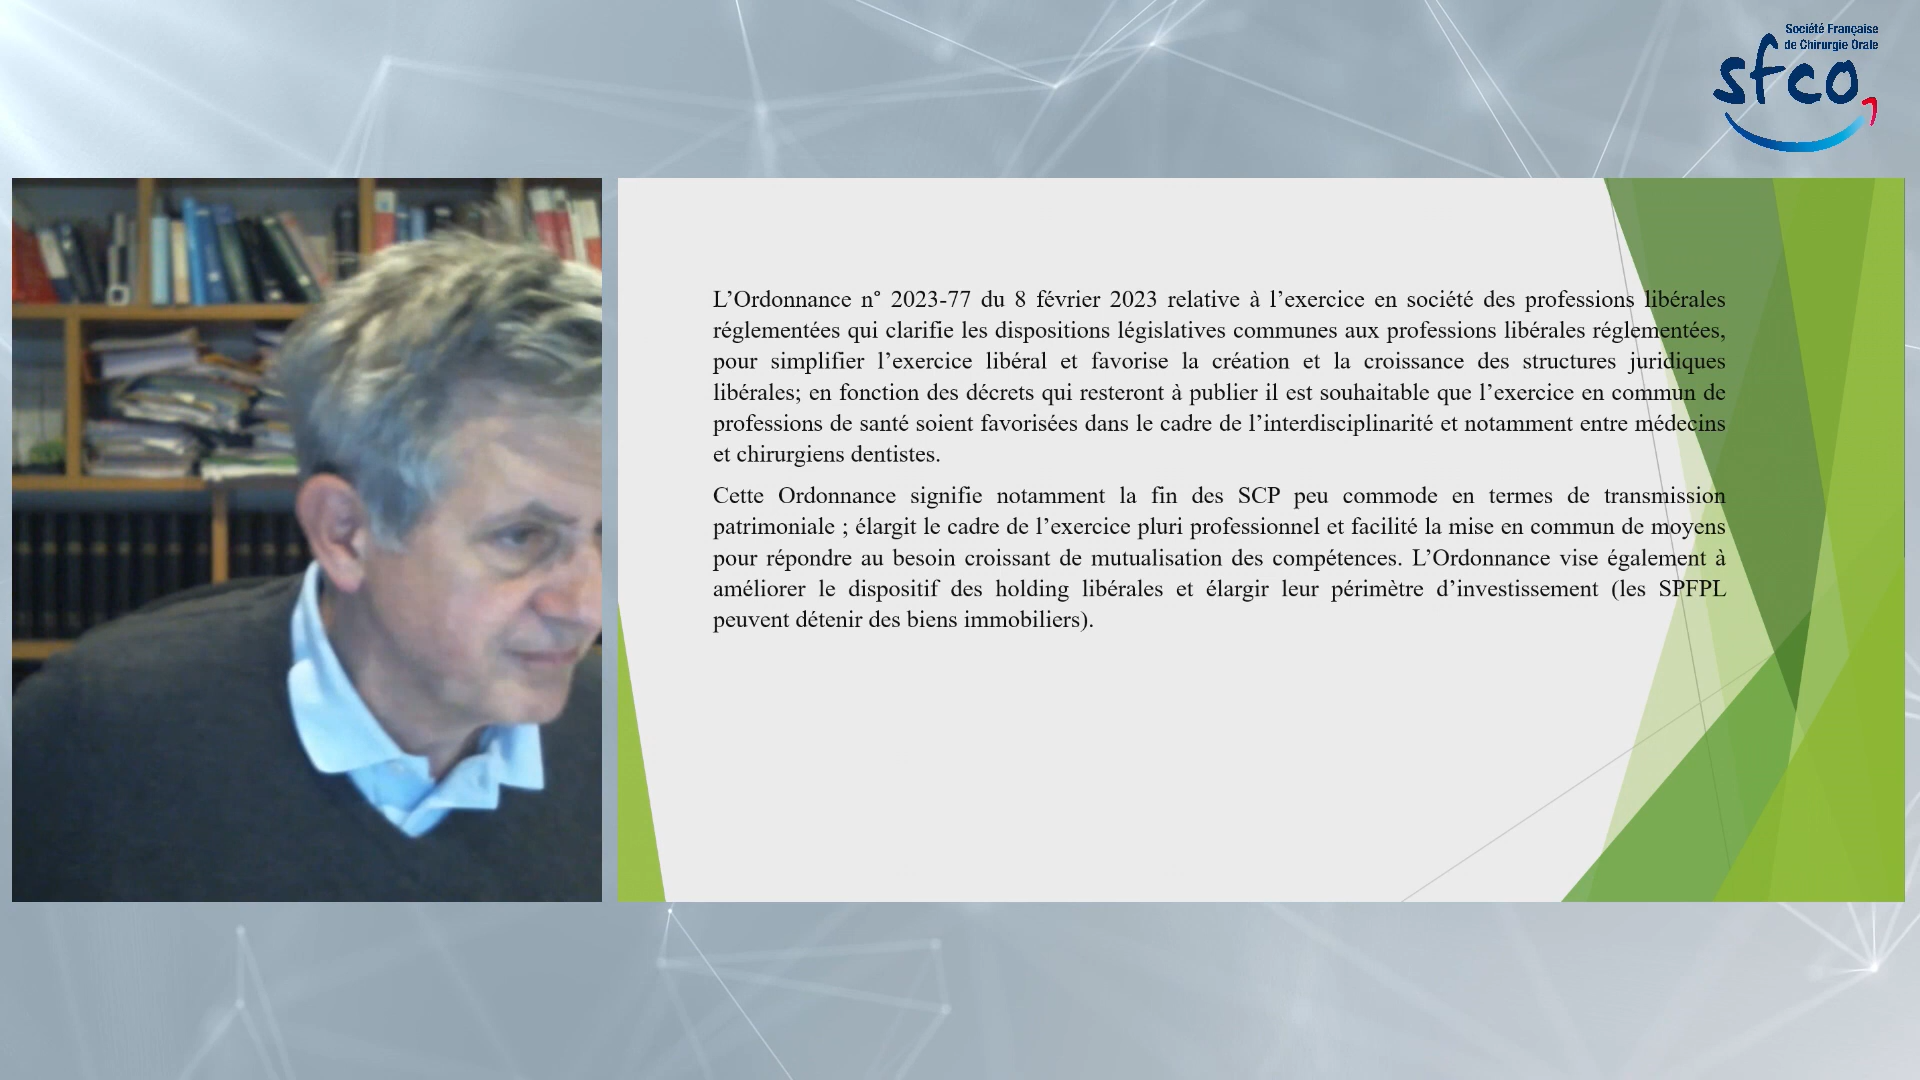 Société Française
de Chirurgie Orale
sfco
L’Ordonnance n° 2023-77 du 8 février 2023 relative à l’exercice en société des professions libérales
réglementées qui clarifie les dispositions législatives communes aux professions libérales réglementées,
pour simplifier l’exercice libéral et favorise la création et la croissance des structures juridiques
libérales; en fonction des décrets qui resteront à publier il est souhaitable que l’exercice en commun de
professions de santé soient favorisées dans le cadre de l’interdisciplinarité et notamment entre médecins
et chirurgiens dentistes.
Cette Ordonnance signifie notamment la fin des SCP peu commode en termes de transmission
patrimoniale ; élargit le cadre de l’exercice pluri professionnel et facilité la mise en commun de moyens
pour répondre au besoin croissant de mutualisation des compétences. L’Ordonnance vise également à
améliorer le dispositif des holding libérales et élargir leur périmètre d’investissement (les SPFPL
peuvent détenir des biens immobiliers).